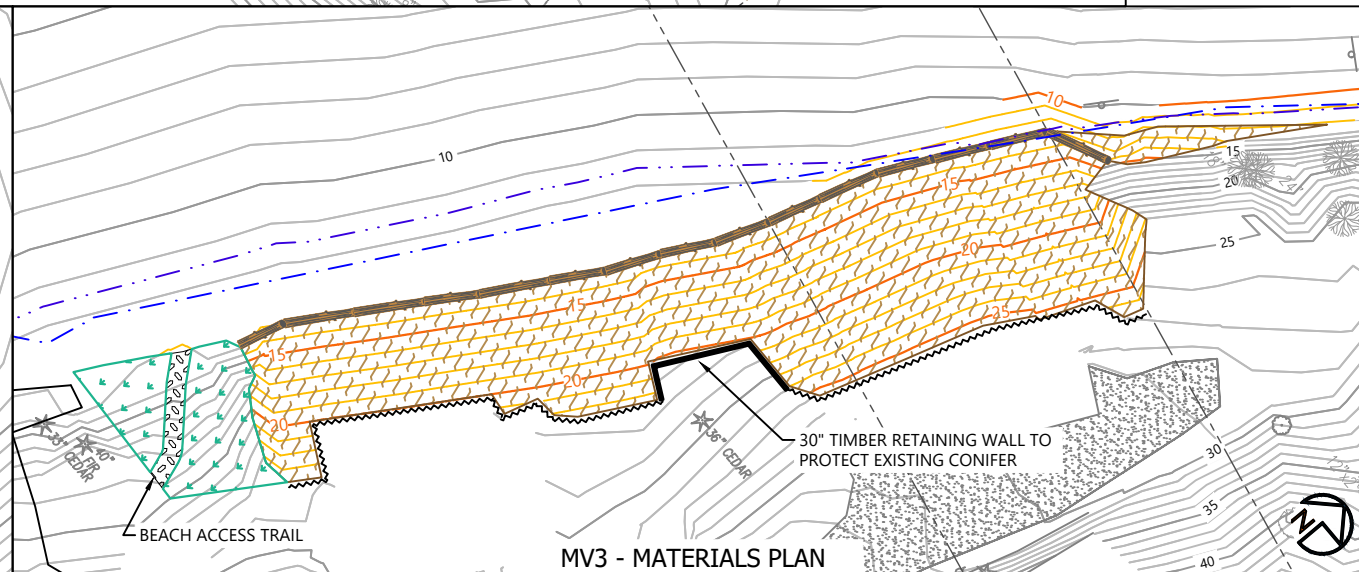 10
10
15
20
25
15
20
25
15
15
20
20
36"
CEDAR
40"
FIR
CEDAR
30" TIMBER RETAINING WALL TO
PROTECT EXISTING CONIFER
BEACH ACCESS TRAIL
30
35
40
N
MV3 - MATERIALS PLAN